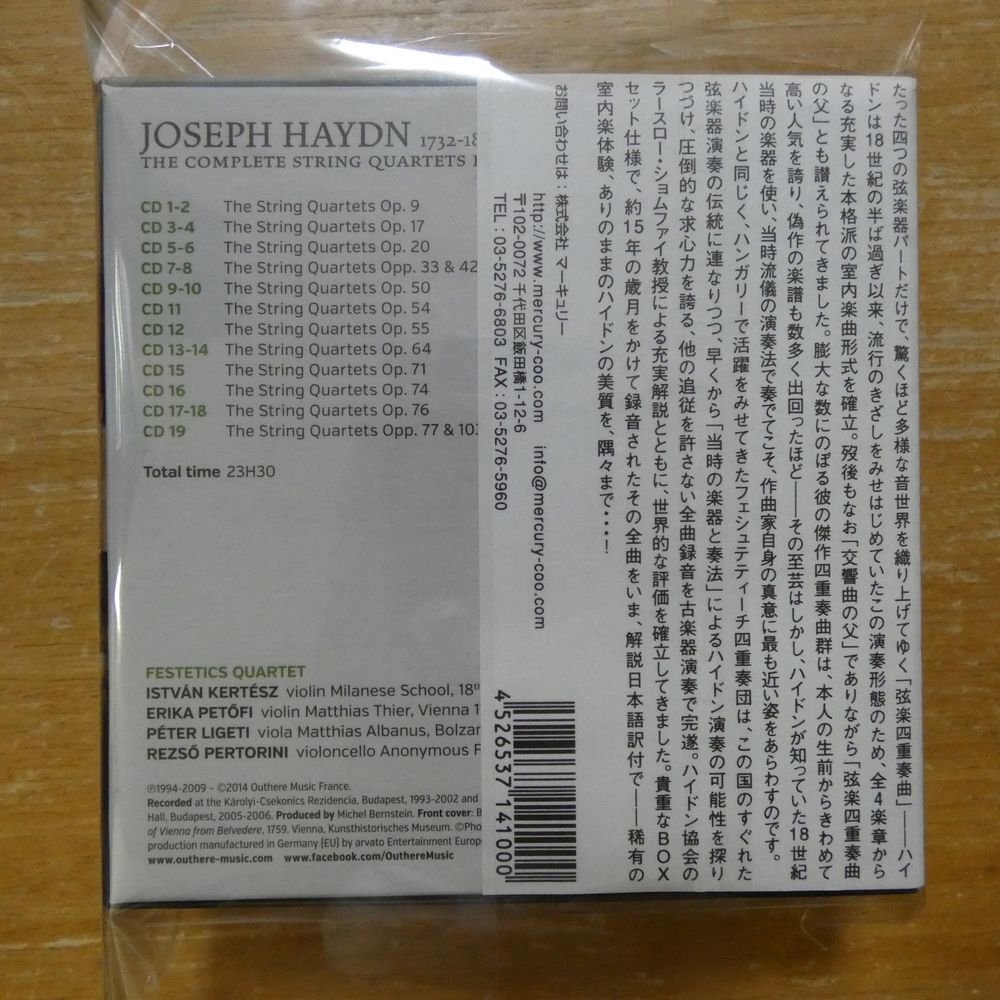 JOSEPH HAYDN 1732-18
THE COMPLETE STRING QUARTETS
CD 1-2 The String Quartets Op. 9
CD 3-4 The String Quartets Op. 17
CD 5-6 The String Quartets Op. 20
CD 7-8 The String Quartets Opp. 33 & 42
CD 9-10 The String Quartets Op. 50
CD 11 The String Quartets Op. 54
CD 12 The String Quartets Op. 55
CD 13-14 The String Quartets Op. 64
CD 15 The String Quartets Op. 71
CD 16 The String Quartets Op. 74
CD 17-18 The String Quartets Op. 76
CD 19 The String Quartets Opp. 77 & 103
Total time 23H30
FESTETICS QUARTET
ISTVÁN KERTÉSZ violin Milanese School, 18th
ERIKA PETŐFI violin Matthias Thier, Vienna 1
PÉTER LIGETI viola Matthias Albanus, Bolzan
REZSŐ PERTORINI violoncello Anonymous
℗1994-2009 – ©2014 Outhere Music France.
Recorded at the Károlyi-Csekonics Rezidencia, Budapest, 1993-2002 and
Hall, Budapest, 2005-2006. Produced by Michel Bernstein. Front cover:
of Vienna from Belvedere, 1759, Vienna, Kunsthistorisches Museum.
production manufactured in Germany [EU] by arvato Entertainment Europe
www.outhere-music.com www.facebook.com/OuthereMusic
たった四つの弦楽器パートだけで、驚くほど多様な音世界を織り上げてゆく「弦楽四重奏曲」――ハイ
ドンは18世紀の半ば過ぎ以来、流行のきざしをみせはじめていたこの演奏形態のため、全4楽章から
なる充実した本格派の室内楽曲形式を確立。歿後もなお「交響曲の父」でありながら「弦楽四重奏曲
の父」とも讃えられてきました。膨大な数にのぼる彼の傑作四重奏曲群は、本人の生前からきわめて
高い人気を誇り、偽作の楽譜も数多く出回ったほど――その至芸はしかし、ハイドンが知っていた18世紀
当時の楽器を使い、当時流儀の演奏法で奏でてこそ、作曲家自身の真意に最も近い姿をあらわすのです。
ハイドンと同じく、ハンガリーで活躍をみせてきたフェシュテティーチ四重奏団は、この国のすぐれた
弦楽器演奏の伝統に連なりつつ、早くから「当時の楽器と奏法」によるハイドン演奏の可能性を探り
つづけ、圧倒的な求心力を誇る、他の追従を許さない全曲録音を古楽器演奏で完遂。ハイドン協会の
ラースロー・ショムファイ教授による充実解説とともに、世界的な評価を確立してきました。貴重なBOX
セット仕様で、約15年の歳月をかけて録音されたその全曲をいま、解説日本語訳付で――稀有の
室内楽体験、ありのままのハイドンの美質を、隅々まで・・・！
お問い合わせは：株式会社 マーキュリー
http://www.mercury-coo.com info@mercury-coo.com
〒102-0072 千代田区飯田橋1-12-6
TEL：03-5276-6803 FAX：03-5276-5960
4526537141000